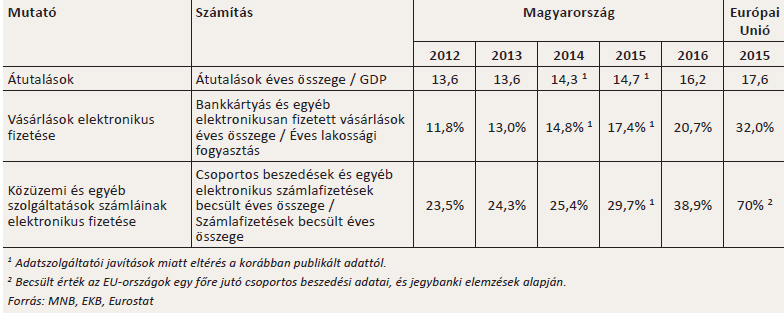 Mutató Számítás Magyarország Európai
Unió
2012 2013 2014 2015 2016 2015
Átutalások Átutalások éves összege / GDP 13,6 13,6 14,3 ¹ 14,7 ¹ 16,2 17,6
Vásárlások elektronikus
fizetése
Bankkártyás és egyéb
elektronikusan fizetett vásárlások
éves összege / Éves lakossági
fogyasztás
11,8% 13,0% 14,8% ¹ 17,4% ¹ 20,7% 32,0%
Közüzemi és egyéb
szolgáltatások számláinak
elektronikus fizetése
Csoportos beszedések és egyéb
elektronikus számlafizetések
becsült éves összege /
Számlafizetések becsült éves
összege
23,5% 24,3% 25,4% 29,7% ¹ 38,9% 70% ²
¹ Adatszolgáltatói javítások miatt eltérés a korábban publikált adattól.
² Becsült érték az EU-országok egy főre jutó csoportos beszedési adatai, és jegybanki elemzések alapján.
Forrás: MNB, EKB, Eurostat